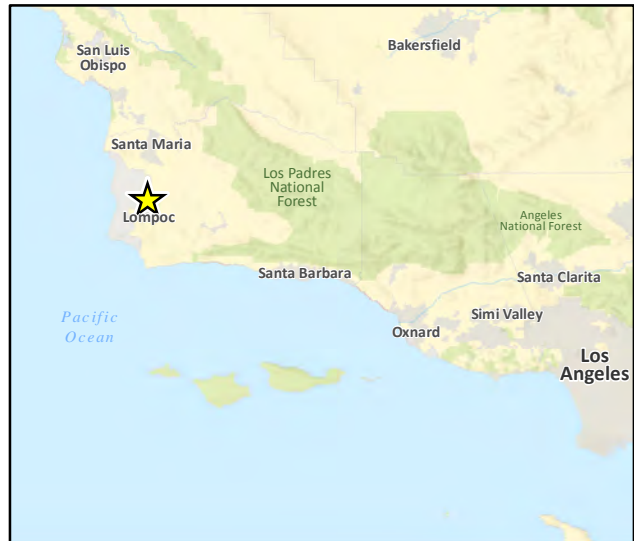 San Luis
Obispo
Bakersfield
Santa Maria
Los Padres
National
Forest
Lompoc
Angeles
National Forest
Santa Barbara
Santa Clarita
Pacific
Ocean
Simi Valley
Oxnard
Los
Angeles